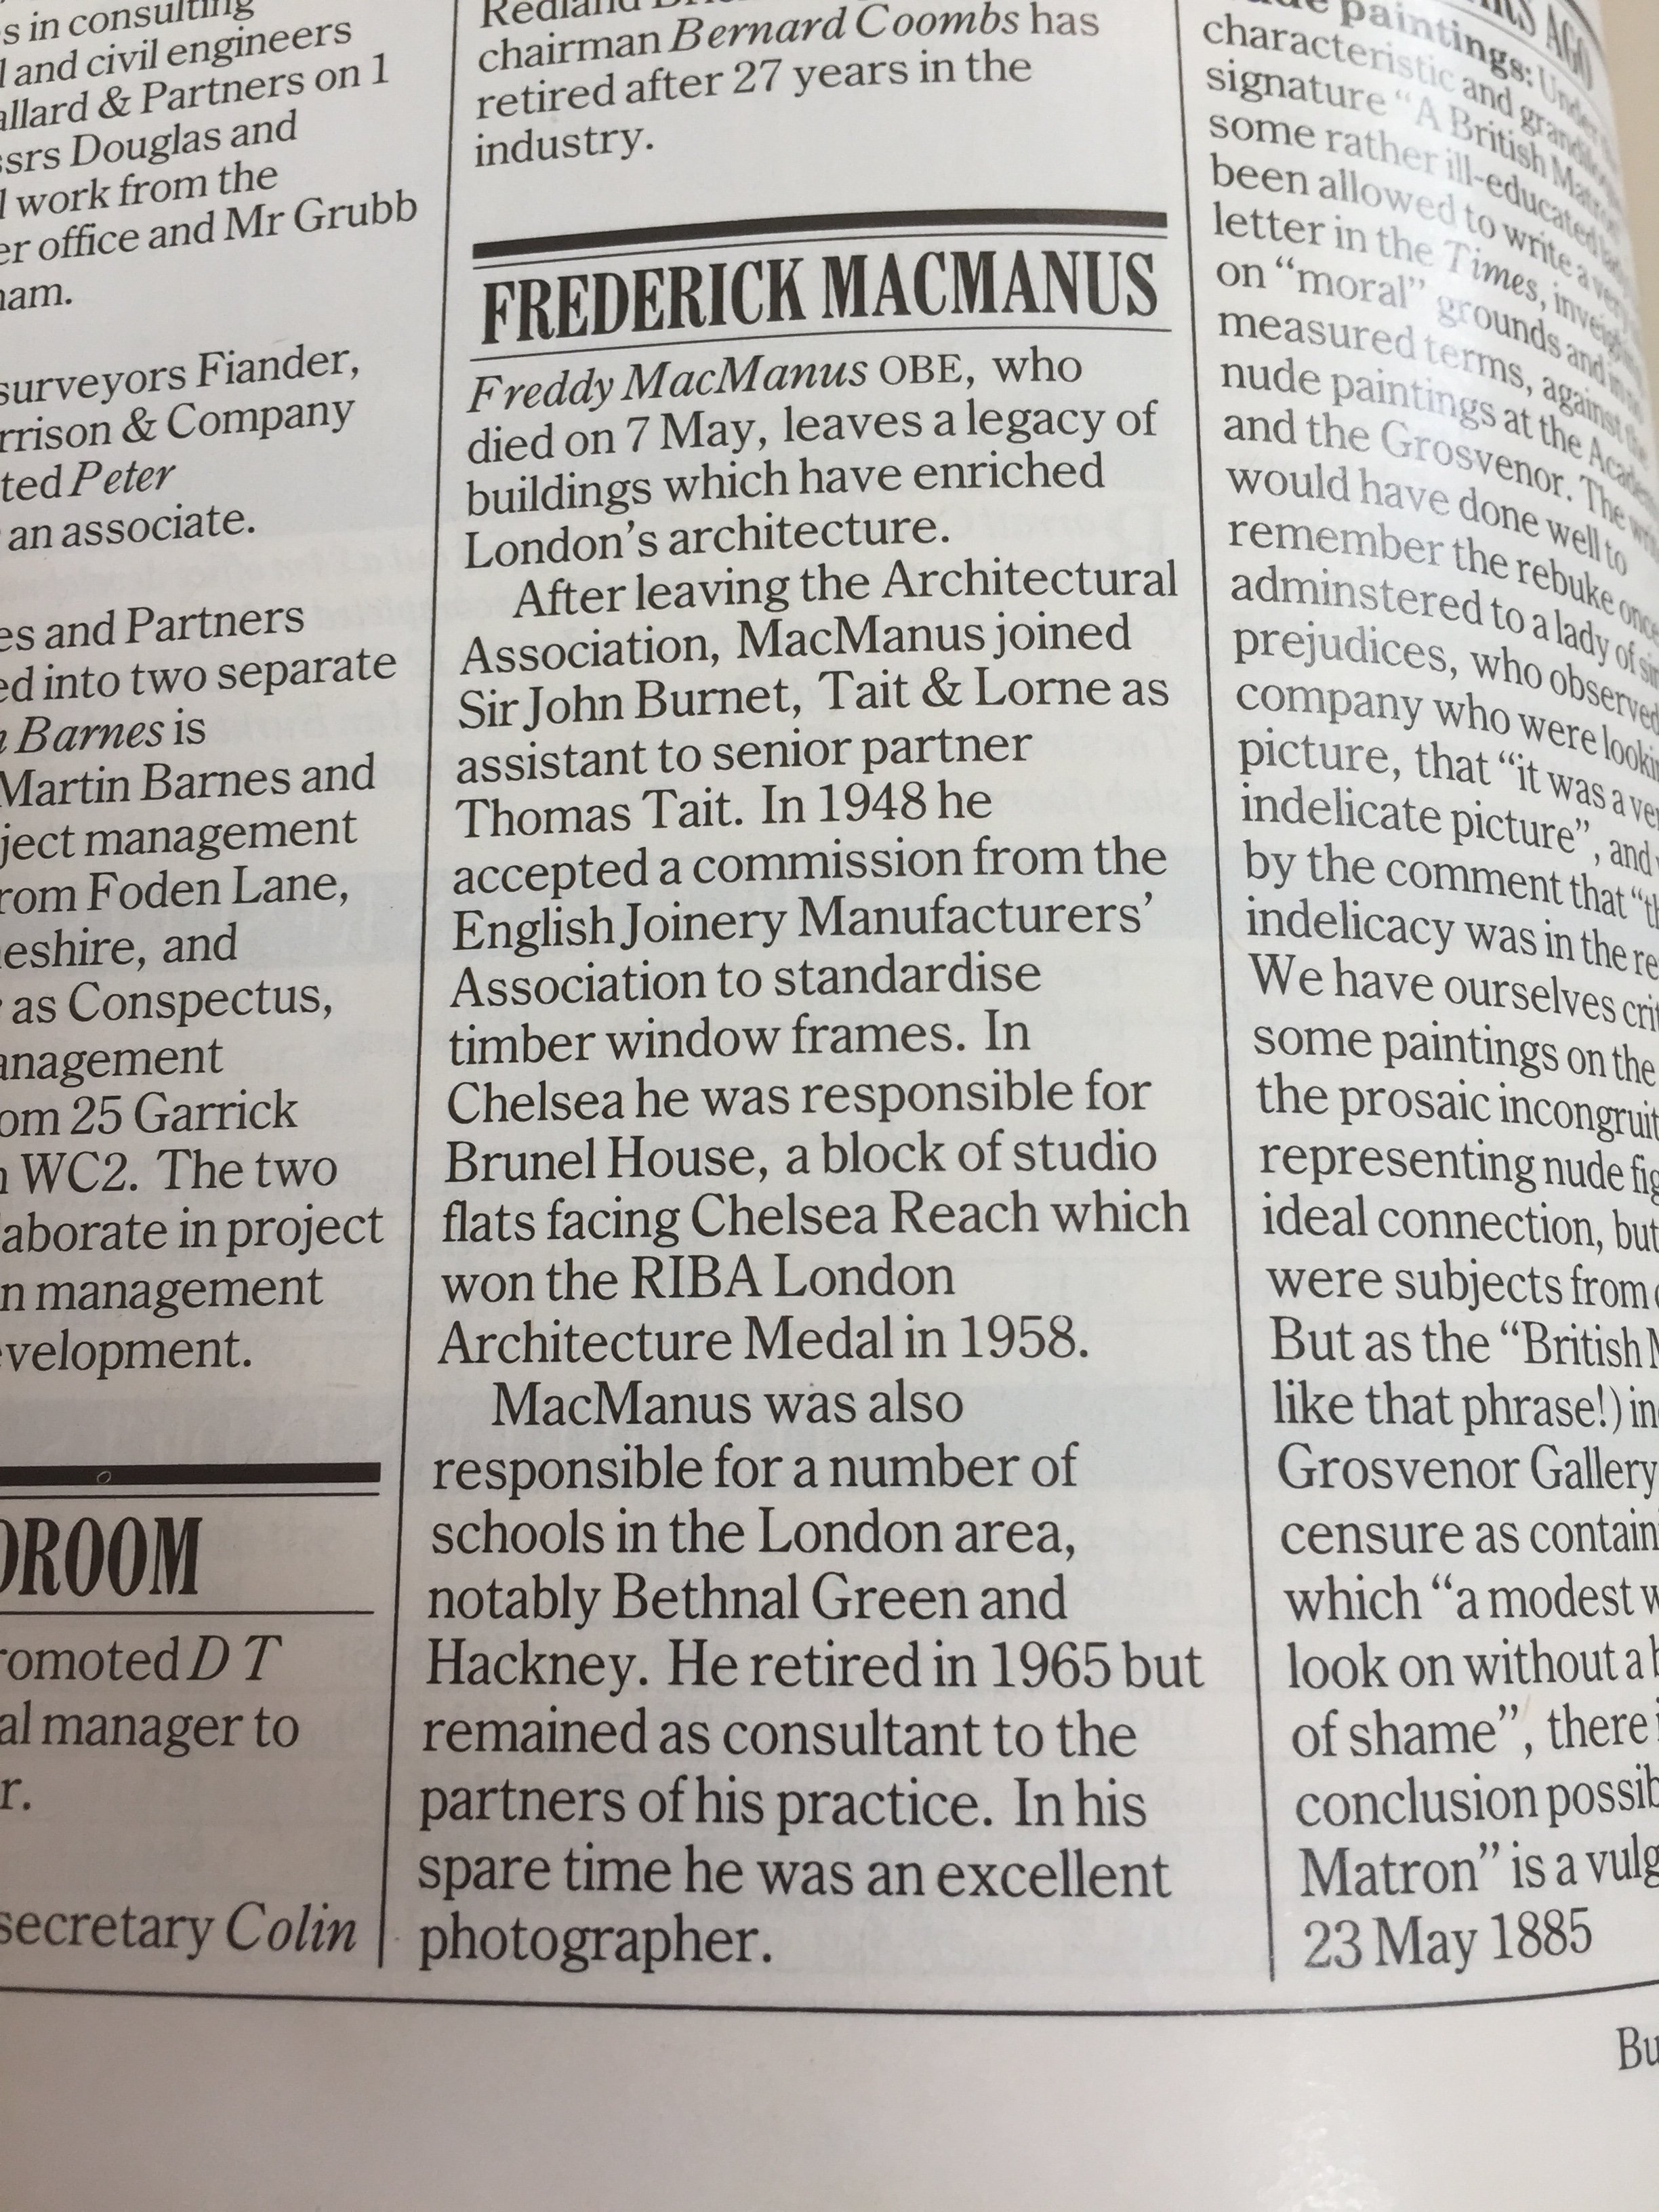 s in consulting
and civil engineers
allard & Partners on 1
ssrs Douglas and
l work from the
er office and Mr Grubb
ham.
surveyors Fiander,
rrison & Company
ted Peter
an associate.
es and Partners
ed into two separate
n Barnes is
Martin Barnes and
ject management
rom Foden Lane,
heshire, and
as Conspectus,
anagement
om 25 Garrick
n WC2. The two
laborate in project
n management
evelopment.
DROOM
romoted D T
al manager to
r.
secretary Colin
Redland
chairman Bernard Coombs has
retired after 27 years in the
industry.
FREDERICK MACMANUS
Freddy MacManus OBE, who
died on 7 May, leaves a legacy of
buildings which have enriched
London's architecture.
After leaving the Architectural
Association, MacManus joined
Sir John Burnet, Tait & Lorne as
assistant to senior partner
Thomas Tait. In 1948 he
accepted a commission from the
English Joinery Manufacturers'
Association to standardise
timber window frames. In
Chelsea he was responsible for
Brunel House, a block of studio
flats facing Chelsea Reach which
won the RIBA London
Architecture Medal in 1958.
MacManus was also
responsible for a number of
schools in the London area,
notably Bethnal Green and
Hackney. He retired in 1965 but
remained as consultant to the
partners of his practice. In his
spare time he was an excellent
photographer.
AGO
paintings: Under
characteristic and
signature "A British Matron
some rather ill-educated
been allowed to write a very
letter in the Times,
on "moral" grounds and
measured terms, against the
nude paintings at the
and the Grosvenor. The
would have done well to
remember the rebuke once
adminstered to a lady of
prejudices, who observed
company who were
picture, that "it was a
indelicate picture", and
by the comment that
indelicacy was in the
We have ourselves
some paintings on the
the prosaic
representing nude
ideal connection, but
were subjects from
But as the "British
like that phrase!)
Grosvenor Gallery
censure as
which "a modest
look on without a
of shame", there
conclusion
Matron" is a
23 May 1885
Bu